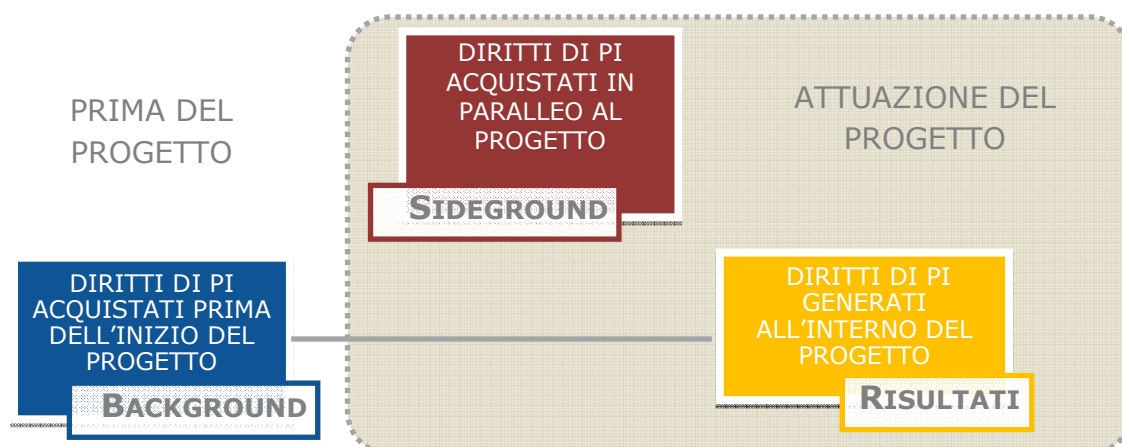 PRIMA DEL
PROGETTO
DIRITTI DI PI
ACQUISTATI IN
PARALLEO AL
PROGETTO
SIDEGROUND
ATTUAZIONE DEL
PROGETTO
DIRITTI DI PI
ACQUISTATI PRIMA
DELL'INIZIO DEL
PROGETTO
BACKGROUND
DIRITTI DI PI
GENERATI
ALL'INTERNO DEL
PROGETTO
RISULTATI